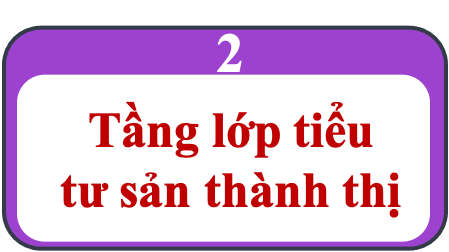 2
Tầng lớp tiểu
tư sản thành thị